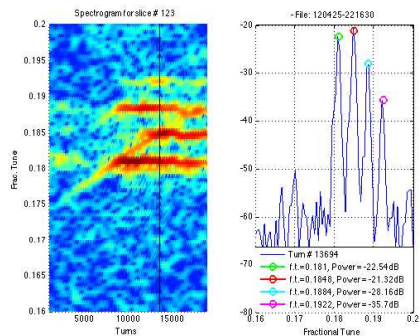 Spectrogram for slice # 123
0.2
0.195
0.19
0.185
0.18
0.175
0.17
0.165
0.16
Frac. Tune
5000 10000 15000
Turns
- File: 120425-221630
-20
-30
-40
-50
-60
-70
-80
Turn # 13694
f.t.=0.181, Power=-22.54dB
f.t.=0.1848, Power=-21.32dB
f.t.=0.1884, Power=-28.16dB
f.t.=0.1922, Power=-35.7dB
0.16 0.17 0.18 0.19 0.2
Fractional Tune